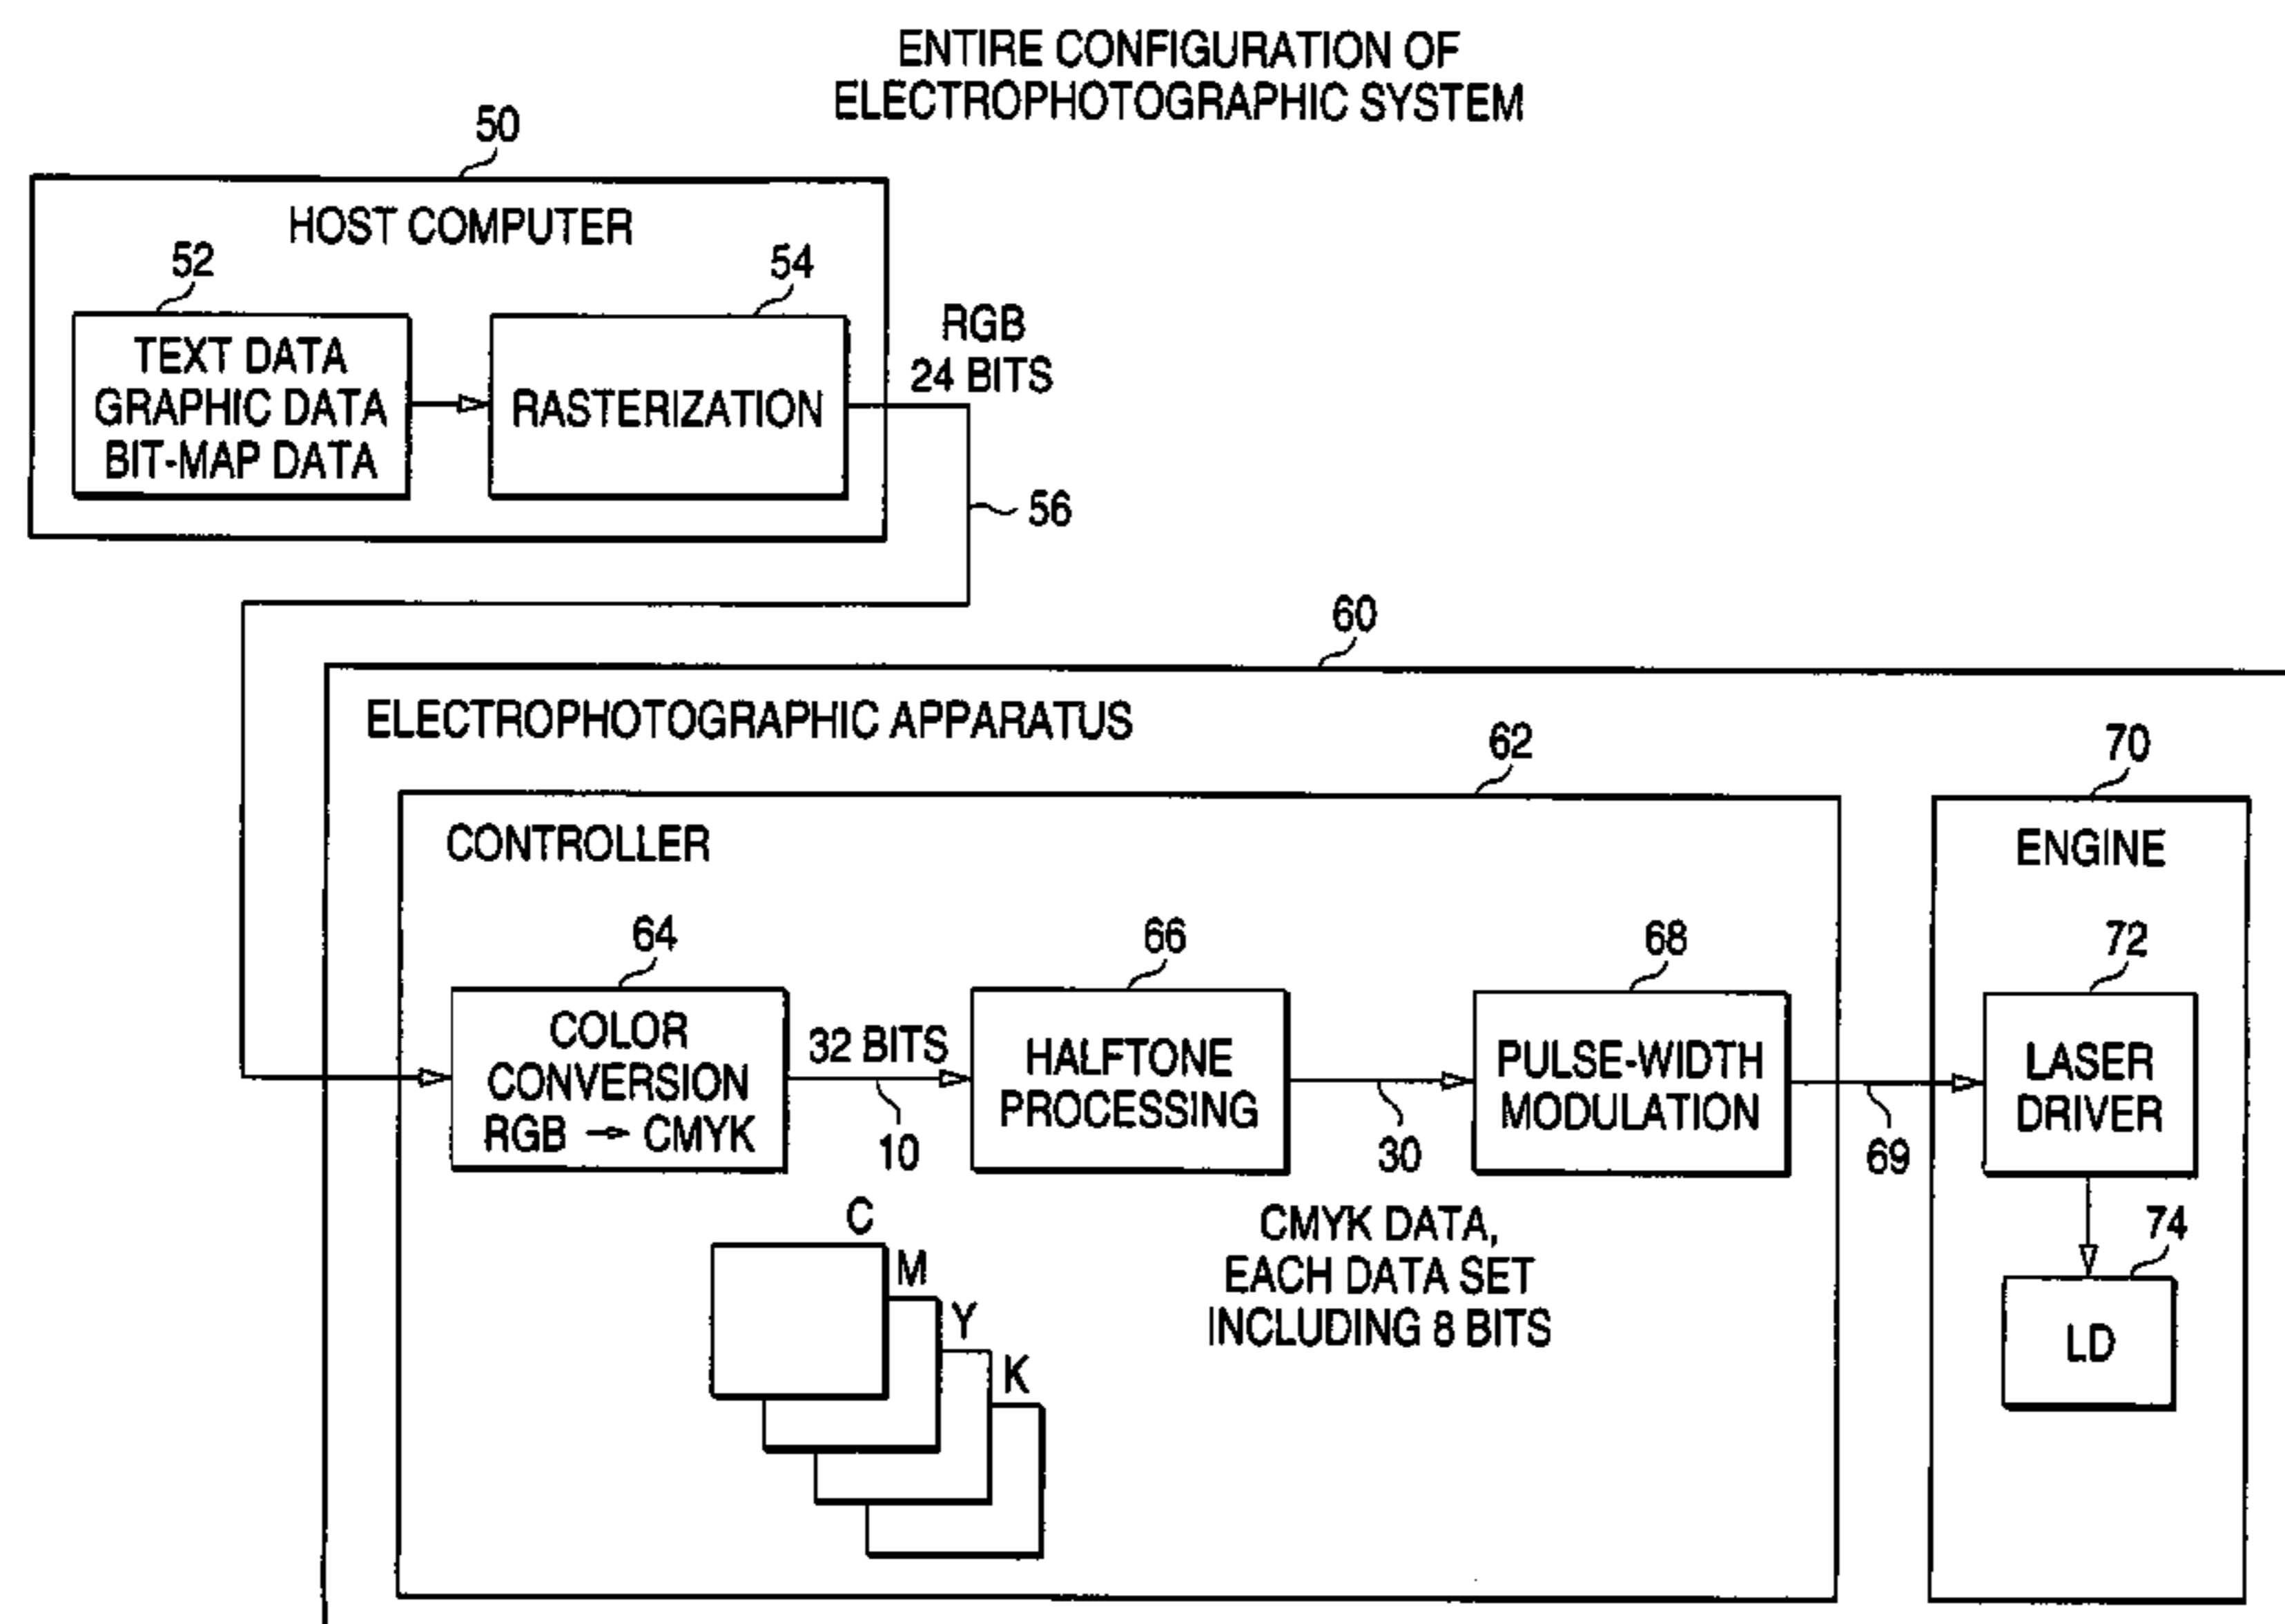 ENTIRE CONFIGURATION OF
ELECTROPHOTOGRAPHIC SYSTEM
50
HOST COMPUTER
52
54
TEXT DATA
GRAPHIC DATA
BIT-MAP DATA
RASTERIZATION
RGB
24 BITS
56
60
ELECTROPHOTOGRAPHIC APPARATUS
62
70
CONTROLLER
ENGINE
64
66
68
72
COLOR
CONVERSION
RGB → CMYK
32 BITS
10
HALFTONE
PROCESSING
30
PULSE-WIDTH
MODULATION
69
LASER
DRIVER
C
M
Y
K
CMYK DATA,
EACH DATA SET
INCLUDING 8 BITS
74
LD